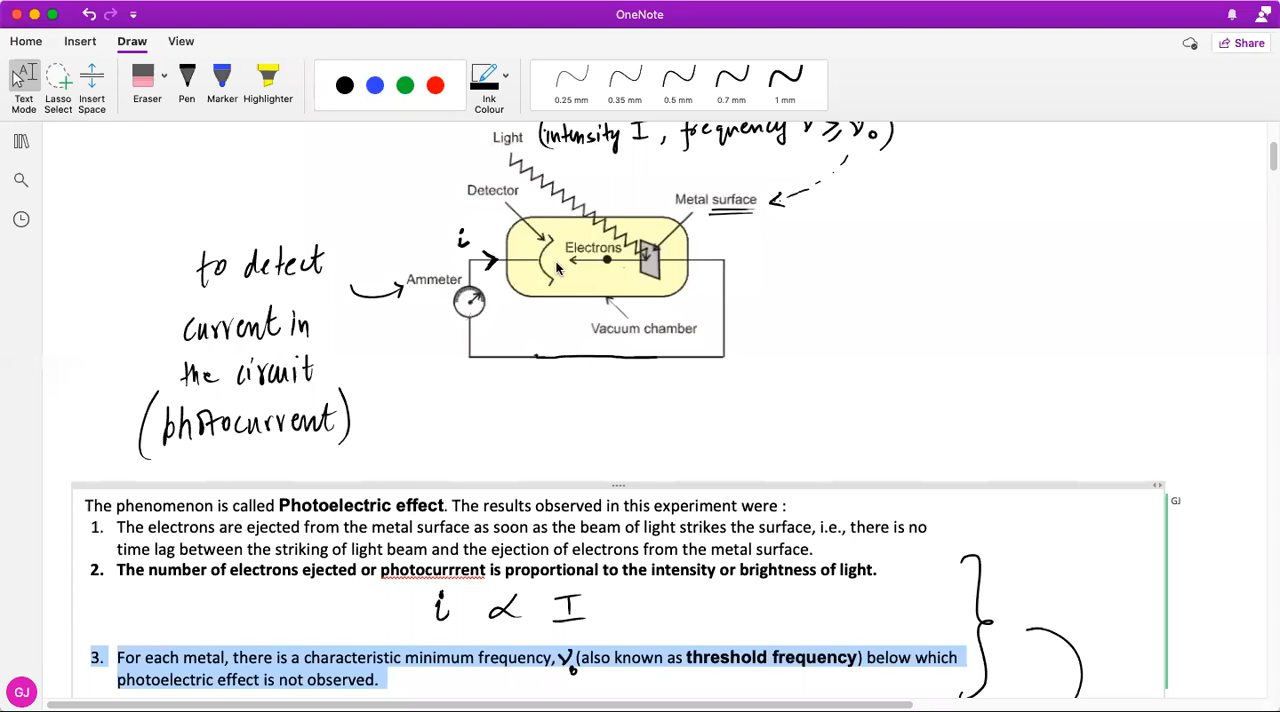 OneNote
Home Insert Draw View
Share
Text Mode
Lasso Select
Insert Space
Eraser
Pen
Marker
Highlighter
Ink Colour
0.25 mm
0.35 mm
0.5 mm
0.7 mm
1 mm
Light (intensity I, frequency ν ≥ ν₀)
Detector
Metal surface
i
Electrons
Ammeter
Vacuum chamber
to detect
current in
the circuit
(photocurrent)
The phenomenon is called Photoelectric effect. The results observed in this experiment were :
GJ
1. The electrons are ejected from the metal surface as soon as the beam of light strikes the surface, i.e., there is no
time lag between the striking of light beam and the ejection of electrons from the metal surface.
2. The number of electrons ejected or photocurrrent is proportional to the intensity or brightness of light.
i ∝ I
3. For each metal, there is a characteristic minimum frequency, ν₀ (also known as threshold frequency) below which
photoelectric effect is not observed.
GJ